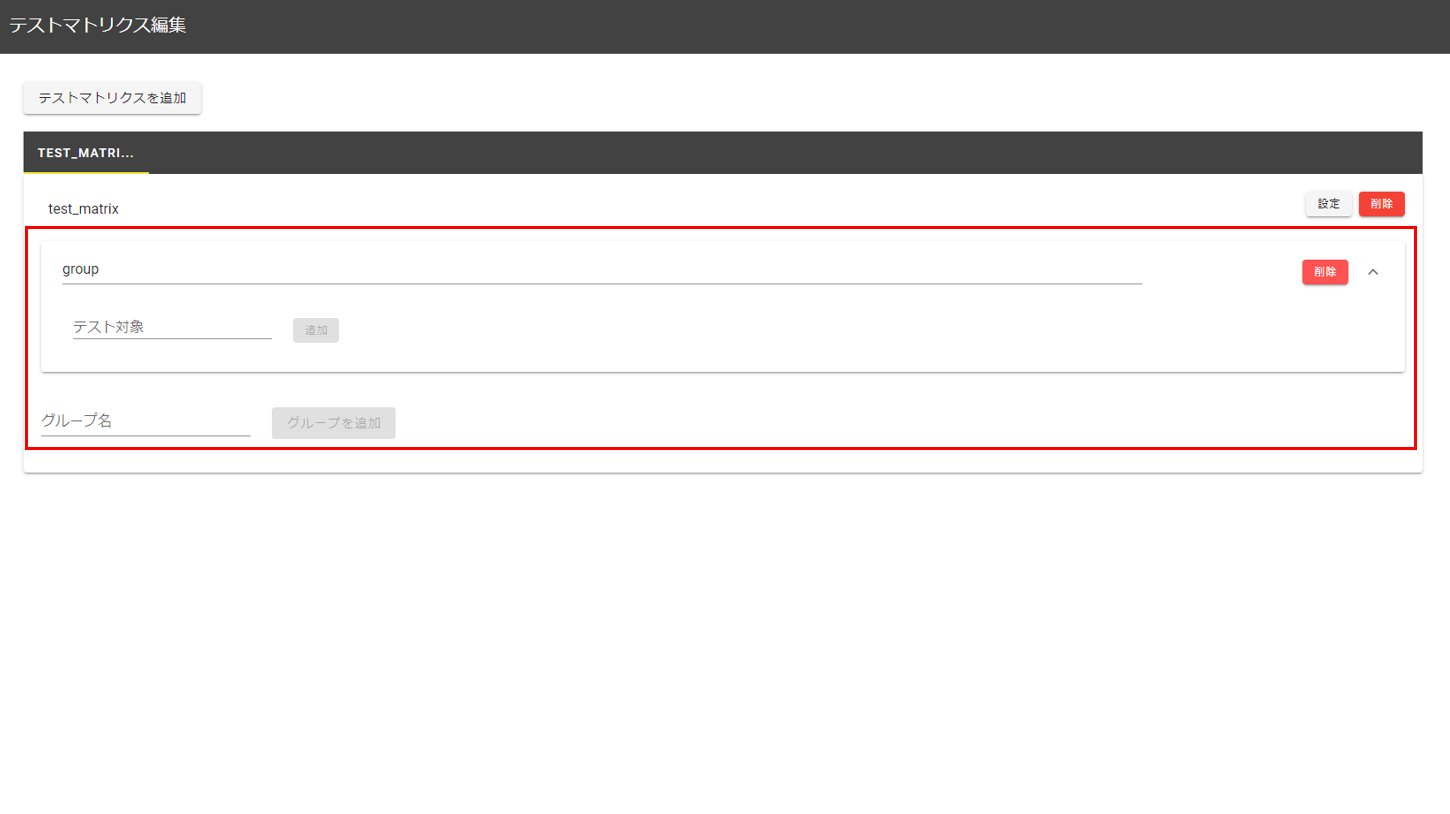 テストマトリクス編集
テストマトリクスを追加
TEST_MATRI...
test_matrix
設定
削除
group
削除
テスト対象
追加
グループ名
グループを追加